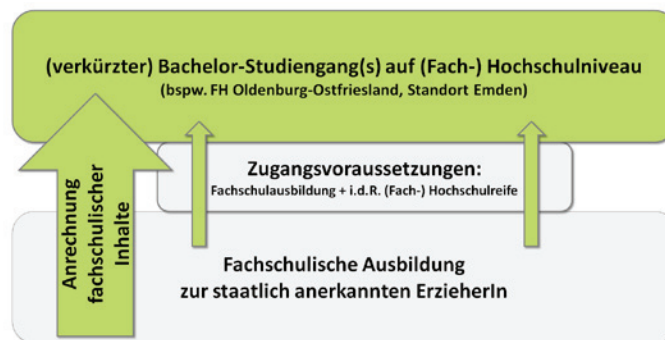 (verkürzter) Bachelor-Studiengang(s) auf (Fach-) Hochschulniveau
(bspw. FH Oldenburg-Ostfriesland, Standort Emden)
Zugangsvoraussetzungen:
Fachschulausbildung + i.d.R. (Fach-) Hochschulreife
Anrechnung
fachschulischer
Inhalte
Fachschulische Ausbildung
zur staatlich anerkannten ErzieherIn